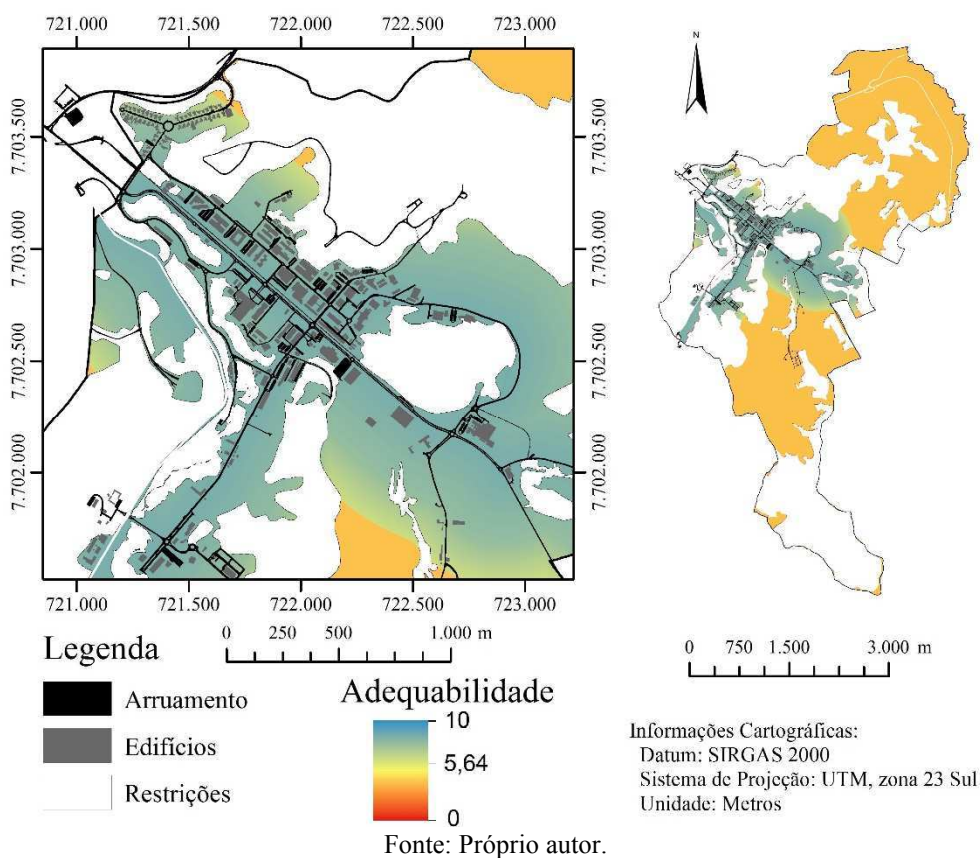 721.000 721.500 722.000 722.500 723.000
7.703.500
7.703.000
7.702.500
7.702.000
7.703.500
7.703.000
7.702.500
7.702.000
721.000 721.500 722.000 722.500 723.000
N
0 250 500 1.000 m
0 750 1.500 3.000 m
Legenda
Arruamento
Edifícios
Restrições
Adequabilidade
10
5,64
0
Informações Cartográficas:
Datum: SIRGAS 2000
Sistema de Projeção: UTM, zona 23 Sul
Unidade: Metros
Fonte: Próprio autor.